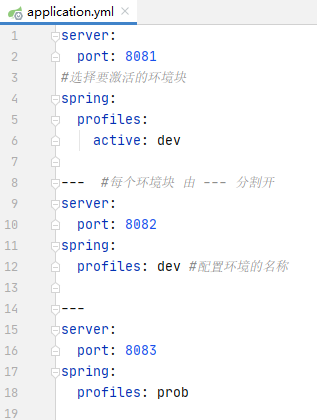 application.yml
1 server:
2   port: 8081
3 #选择要激活的环境块
4 spring:
5   profiles:
6     active: dev
7
8 ---  #每个环境块 由 --- 分割开
9 server:
10   port: 8082
11 spring:
12   profiles: dev #配置环境的名称
13
14 ---
15 server:
16   port: 8083
17 spring:
18   profiles: prob
19